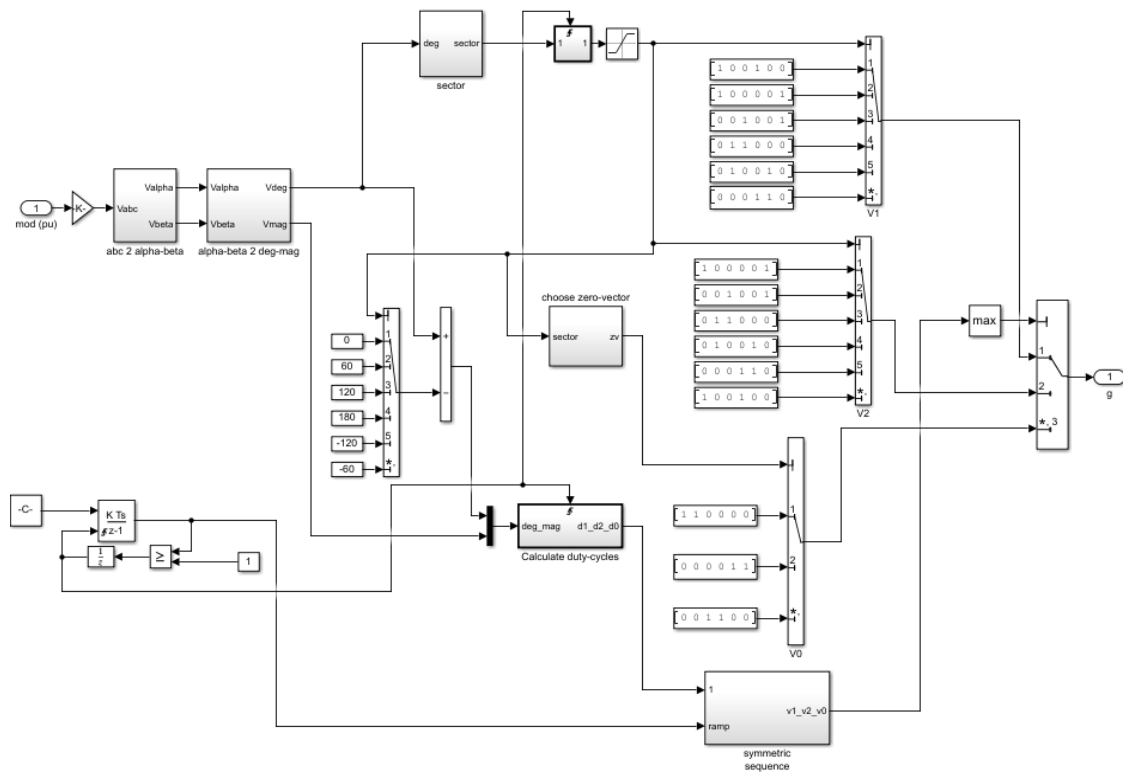 deg
sector
sector
1
1
[1 0 0 1 0 0]
[1 0 0 0 0 1]
[0 0 1 0 0 1]
[0 1 1 0 0 0]
[0 1 0 0 1 0]
[0 0 0 1 1 0]
1
2
3
4
5
*,
V1
1
mod (pu)
-K-
Vabc
Valpha
Vbeta
abc 2 alpha-beta
Valpha
Vbeta
Vdeg
Vmag
alpha-beta 2 deg-mag
[1 0 0 0 0 1]
[0 0 1 0 0 1]
[0 1 1 0 0 0]
[0 1 0 0 1 0]
[0 0 0 1 1 0]
[1 0 0 1 0 0]
1
2
3
4
5
*,
V2
choose zero-vector
sector
zv
0
60
120
180
-120
-60
1
2
3
4
5
*,
+
−
max
1
2
*, 3
1
g
-C-
K Ts
z-1
1
z
≥
1
deg_mag
d1_d2_d0
Calculate duty-cycles
[1 1 0 0 0 0]
[0 0 0 0 1 1]
[0 0 1 1 0 0]
1
2
*,
V0
1
ramp
v1_v2_v0
symmetric
sequence